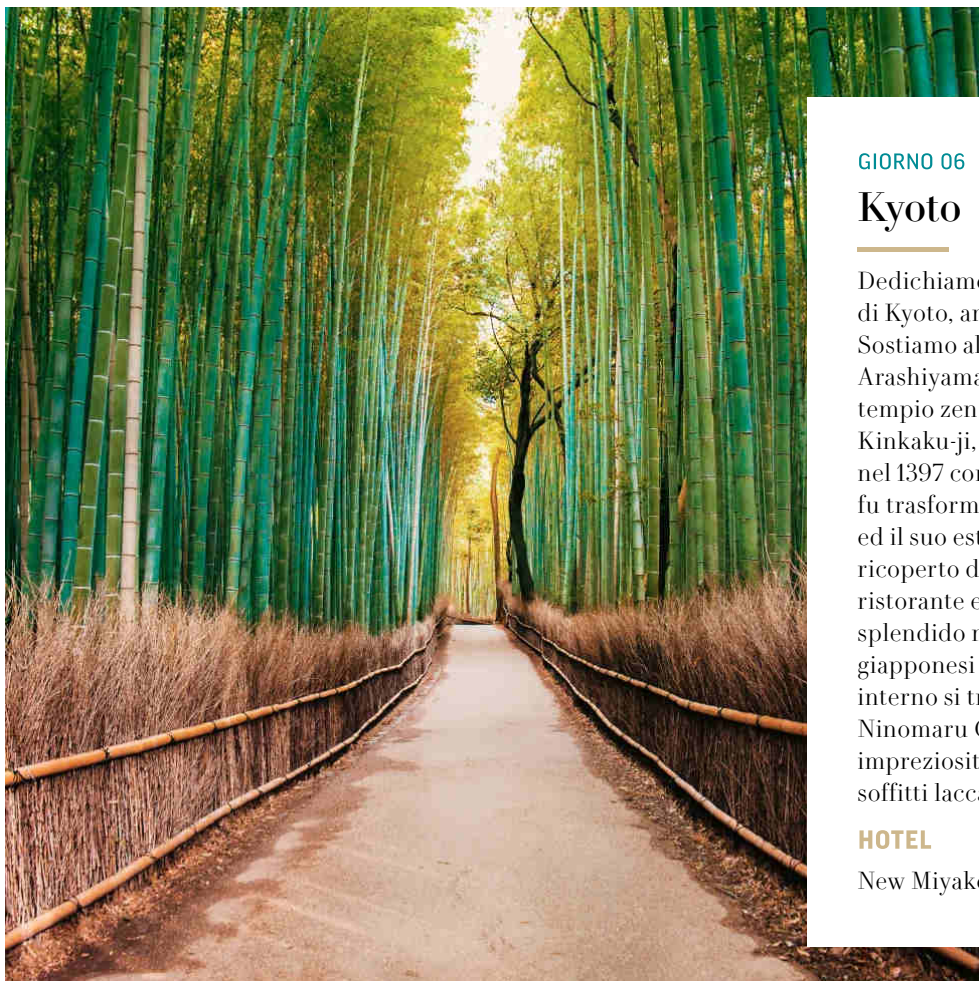 GIORNO 06
Kyoto
Dedichiamo
di Kyoto, an
Sostiamo al
Arashiyama
tempio zen
Kinkaku-ji,
nel 1397 con
fu trasform
ed il suo est
ricoperto d
ristorante e
splendido
giapponesi
interno si tr
Ninomaru
impreziosit
soffitti lacca
HOTEL
New Miyako